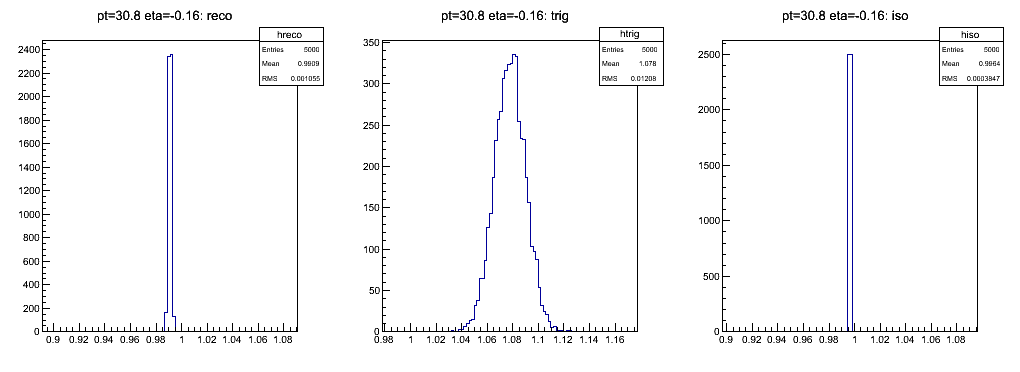 pt=30.8 eta=-0.16: reco
hreco
Entries 5000
Mean 0.9909
RMS 0.001055
2400
2200
2000
1800
1600
1400
1200
1000
800
600
400
200
0
0.9 0.92 0.94 0.96 0.98 1 1.02 1.04 1.06 1.08
pt=30.8 eta=-0.16: trig
htrig
Entries 5000
Mean 1.078
RMS 0.01208
350
300
250
200
150
100
50
0
0.98 1 1.02 1.04 1.06 1.08 1.1 1.12 1.14 1.16
pt=30.8 eta=-0.16: iso
hiso
Entries 5000
Mean 0.9964
RMS 0.0003847
2500
2000
1500
1000
500
0
0.9 0.92 0.94 0.96 0.98 1 1.02 1.04 1.06 1.08